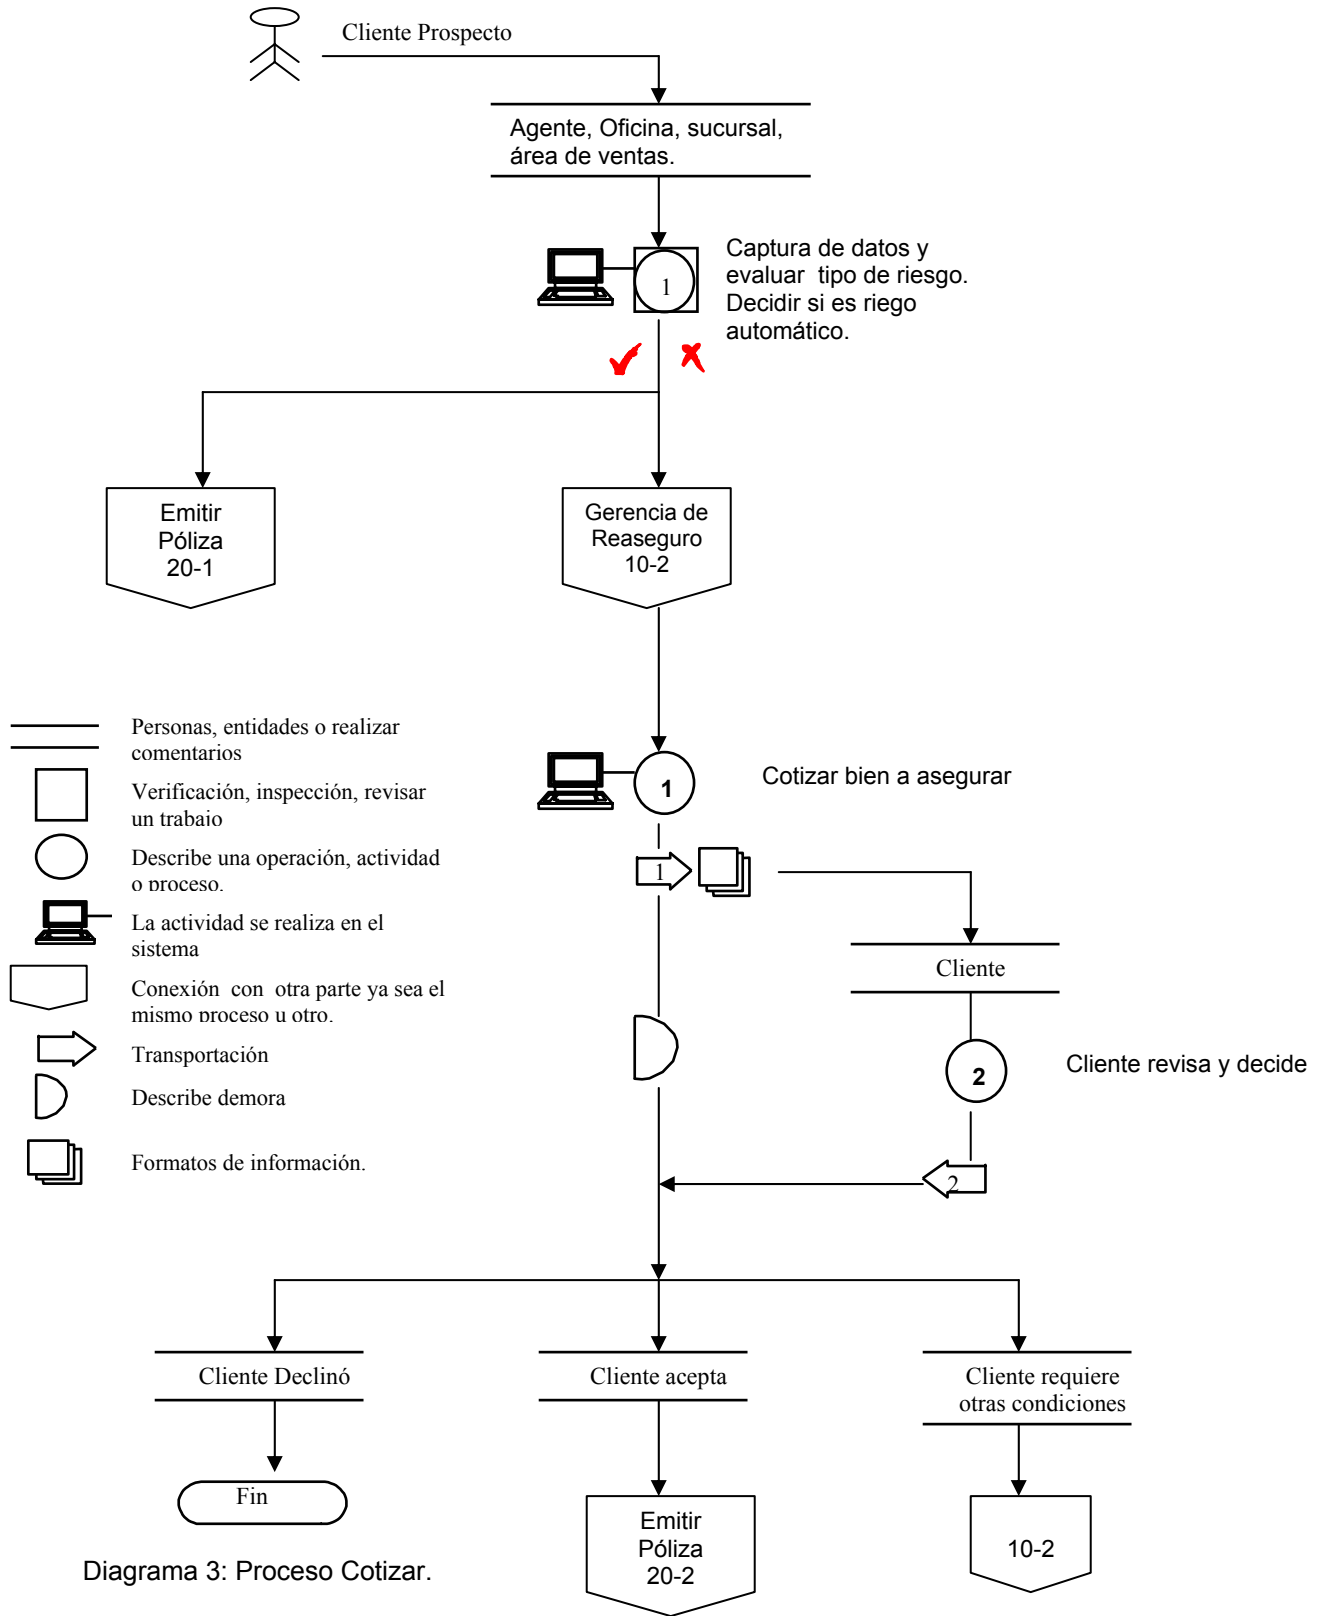 Cliente Prospecto
Agente, Oficina, sucursal,
área de ventas.
1
Captura de datos y
evaluar tipo de riesgo.
Decidir si es riego
automático.
Emitir
Póliza
20-1
Gerencia de
Reaseguro
10-2
Personas, entidades o realizar
comentarios
Verificación, inspección, revisar
un trabajo
Describe una operación, actividad
o proceso.
La actividad se realiza en el
sistema
Conexión con otra parte ya sea el
mismo proceso u otro.
Transportación
Describe demora
Formatos de información.
1
Cotizar bien a asegurar
1
Cliente
2
Cliente revisa y decide
2
Cliente Declinó
Cliente acepta
Cliente requiere
otras condiciones
Fin
Emitir
Póliza
20-2
10-2
Diagrama 3: Proceso Cotizar.